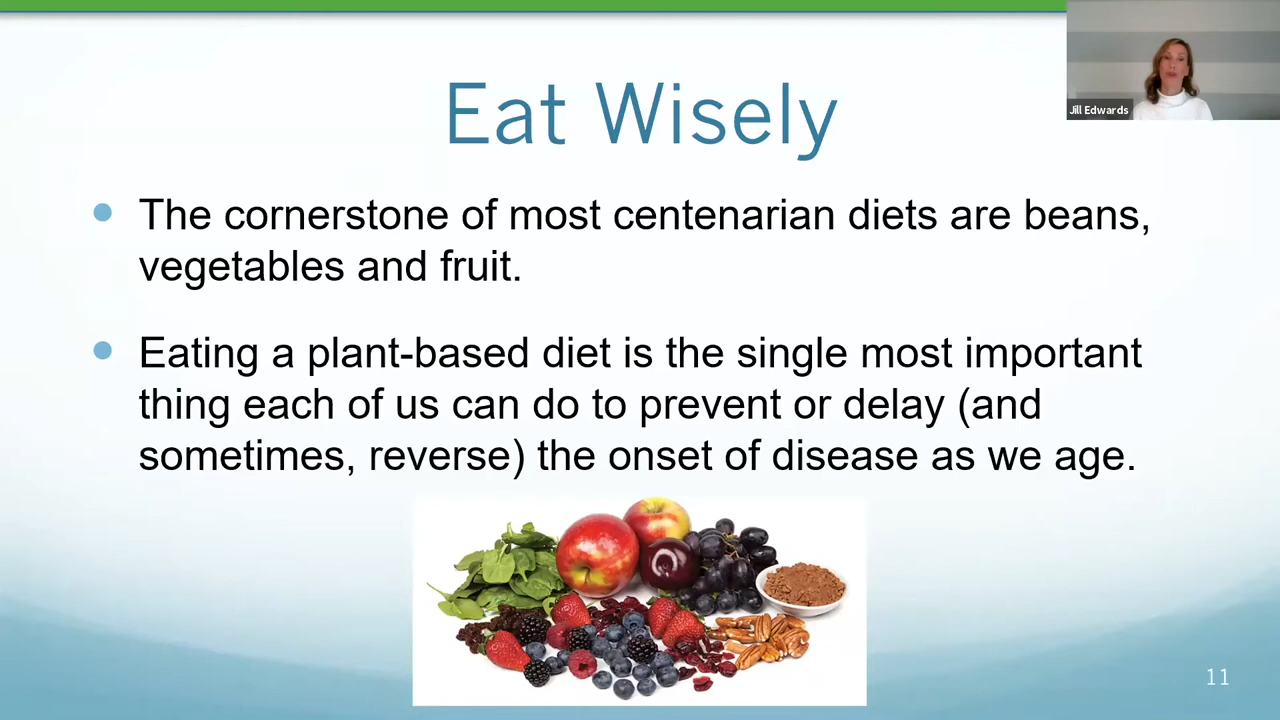 Eat Wisely
Jill Edwards
The cornerstone of most centenarian diets are beans,
vegetables and fruit.
Eating a plant-based diet is the single most important
thing each of us can do to prevent or delay (and
sometimes, reverse) the onset of disease as we age.
11